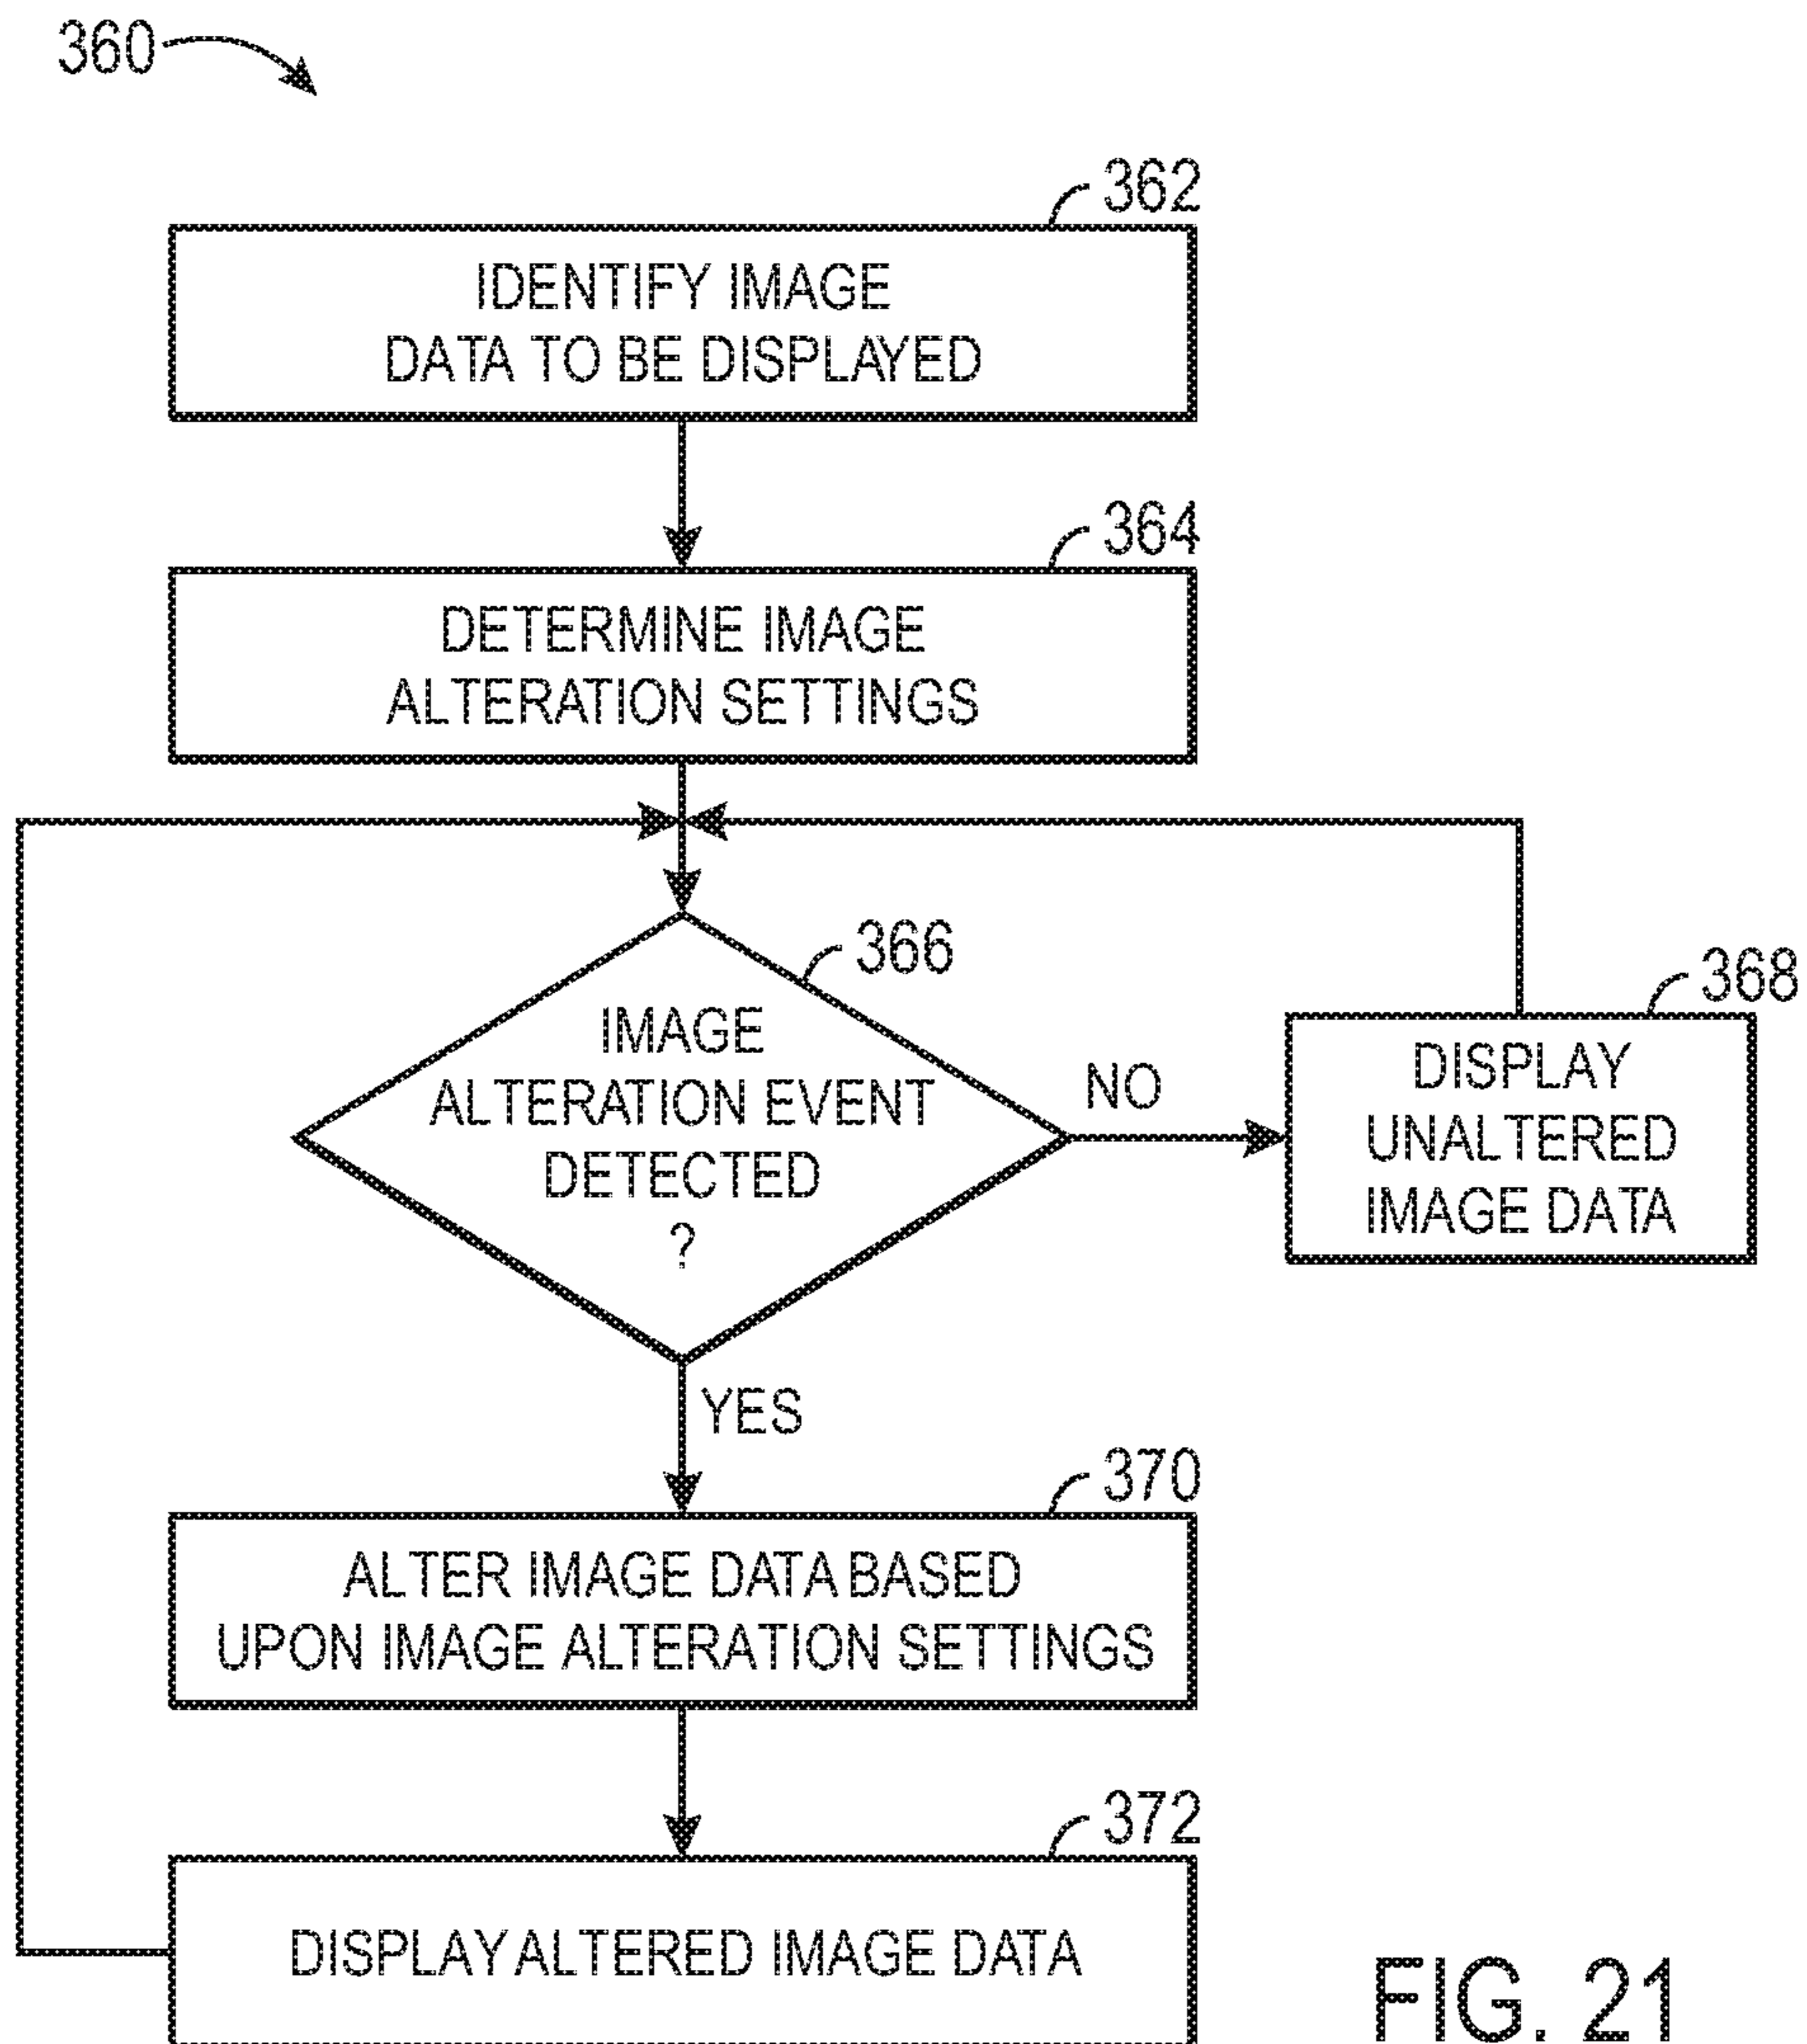 360
362
IDENTIFY IMAGE
DATA TO BE DISPLAYED
364
DETERMINE IMAGE
ALTERATION SETTINGS
366
IMAGE
ALTERATION EVENT
DETECTED
?
NO
368
DISPLAY
UNALTERED
IMAGE DATA
YES
370
ALTER IMAGE DATA BASED
UPON IMAGE ALTERATION SETTINGS
372
DISPLAY ALTERED IMAGE DATA
FIG. 21